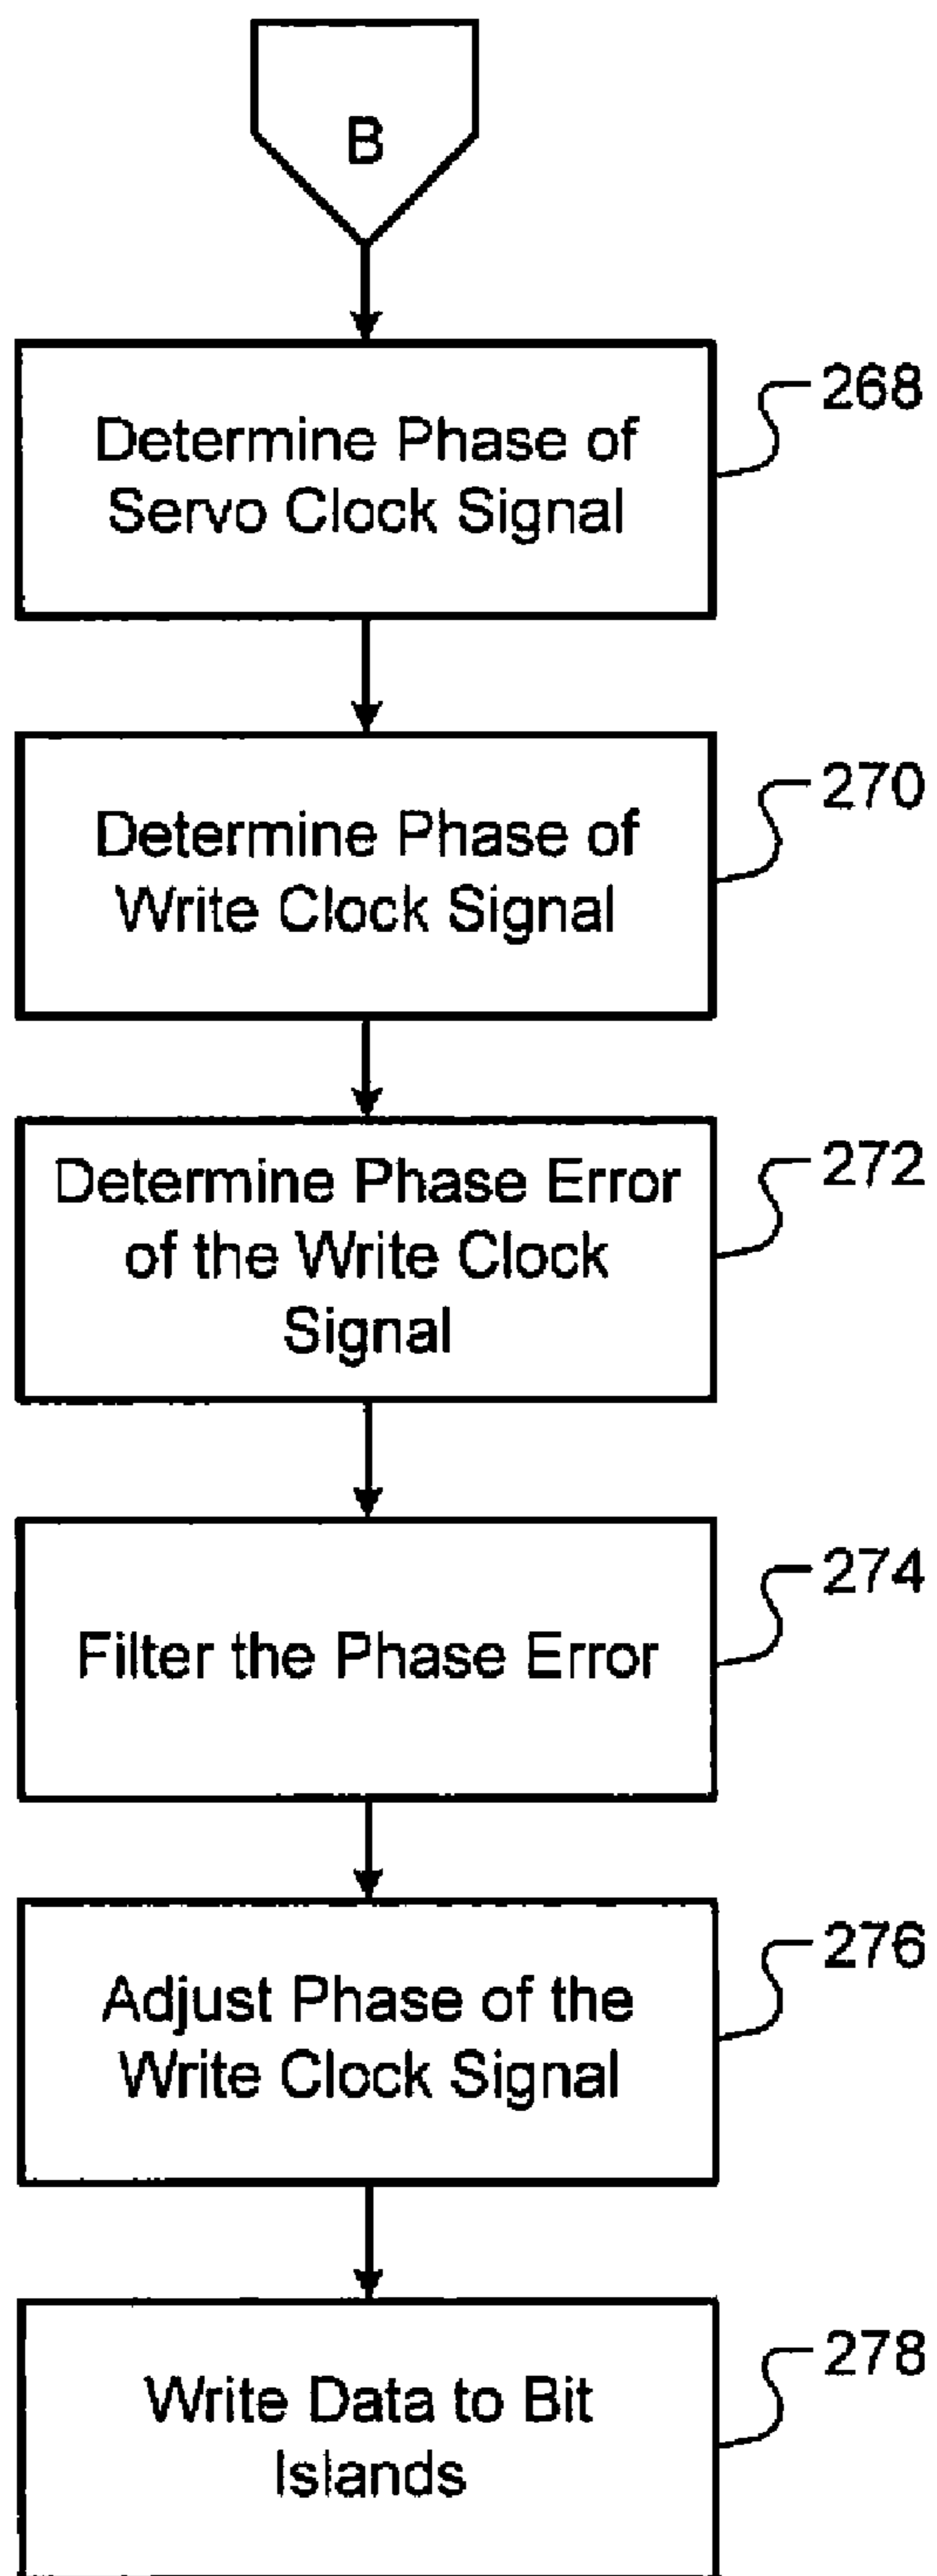 B
Determine Phase of
Servo Clock Signal
268
Determine Phase of
Write Clock Signal
270
Determine Phase Error
of the Write Clock
Signal
272
Filter the Phase Error
274
Adjust Phase of the
Write Clock Signal
276
Write Data to Bit
Islands
278